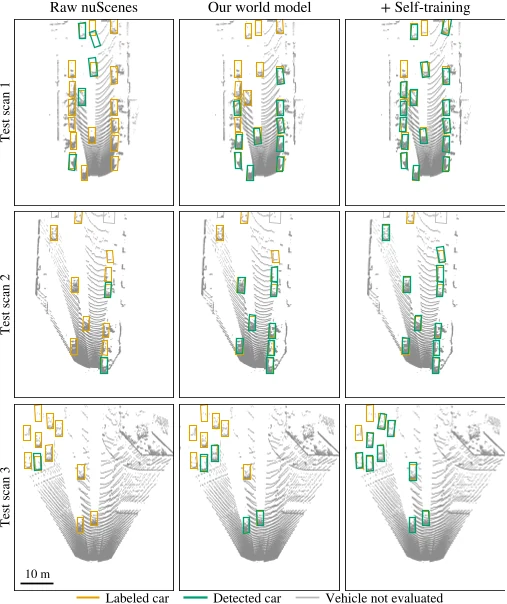 Raw nuScenes Our world model + Self-training
Test scan 1
Test scan 2
Test scan 3
10 m
Labeled car Detected car Vehicle not evaluated